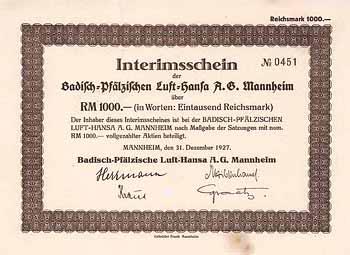 Reichsmark 1000.—
Interimsschein
№ 0451
der
Badisch-Pfälzischen Luft-Hansa A.G. Mannheim
über
RM 1000.— (in Worten: Eintausend Reichsmark)
Der Inhaber dieses Interimsscheines ist bei der BADISCH-PFÄLZISCHEN
LUFT-HANSA A. G. MANNHEIM nach Maßgabe der Satzungen mit nom.
RM 1000.— vollgezahlter Aktien beteiligt.
MANNHEIM, den 31. Dezember 1927.
Badisch-Pfälzische Luft-Hansa A. G. Mannheim
Herrmann